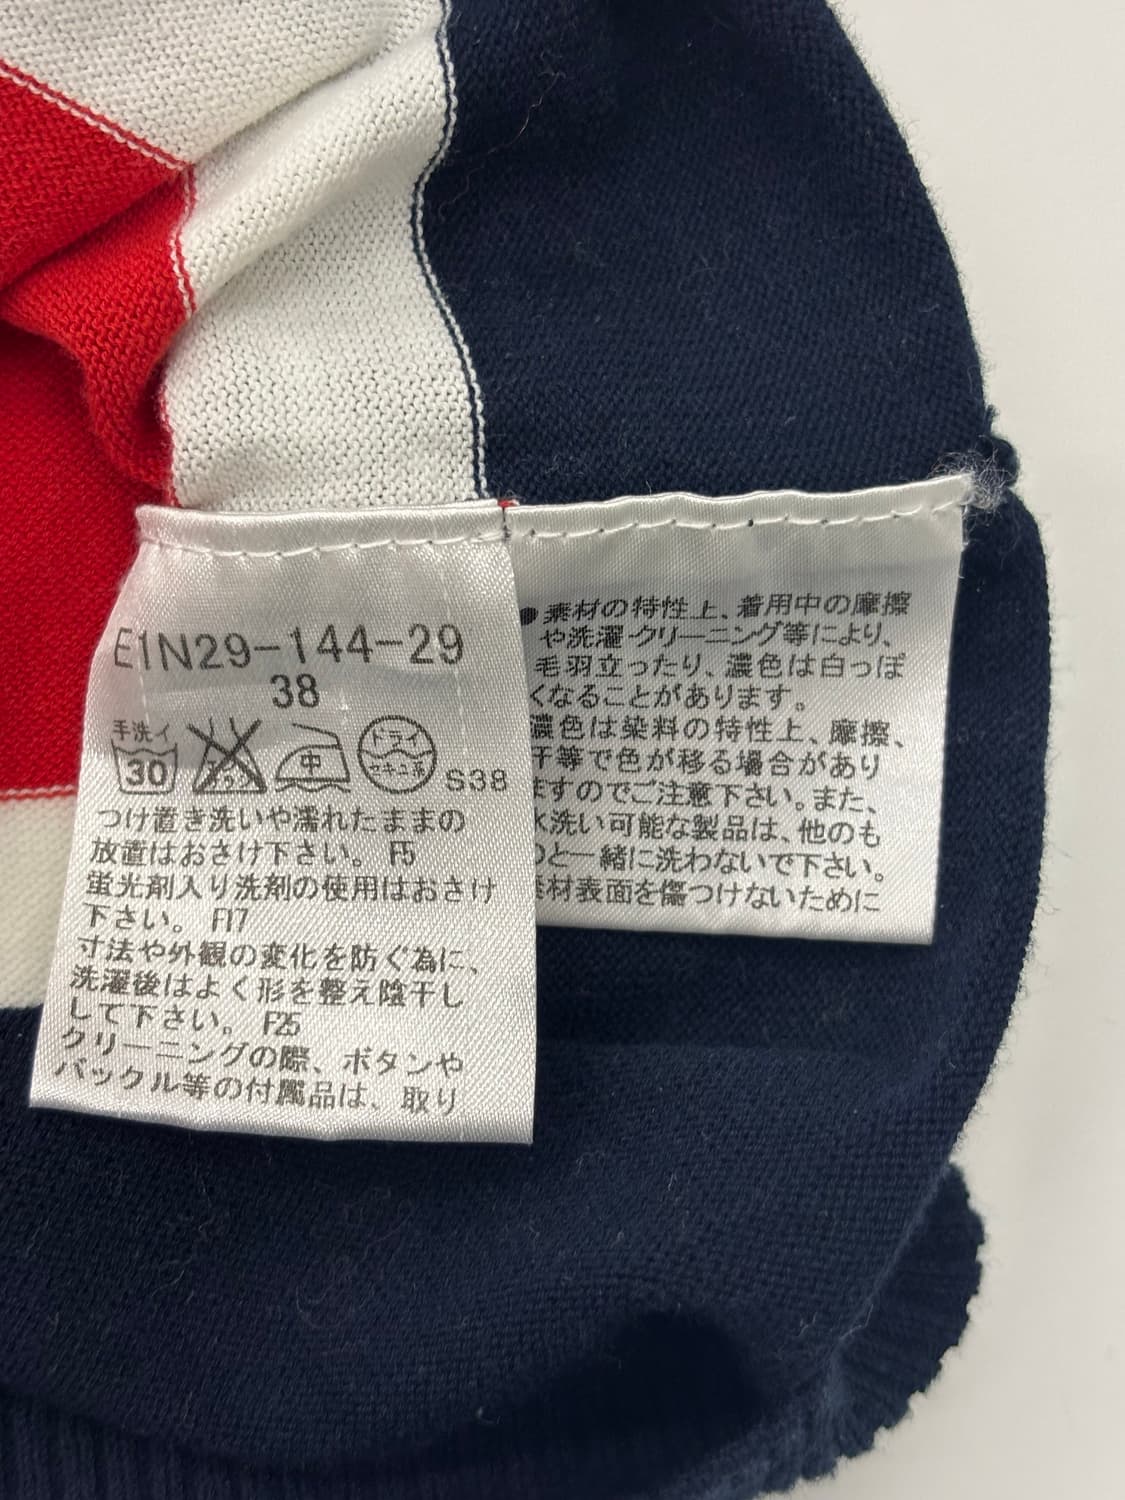 E1N29-144-29
38
手洗イ
30
エンソ
中
ドライ
セキユ系
S38
つけ置き洗いや濡れたままの
放置はおさけ下さい。 F5
蛍光剤入り洗剤の使用はおさけ
下さい。 F17
寸法や外観の変化を防ぐ為に、
洗濯後はよく形を整え陰干し
して下さい。 F25
クリーニングの際、ボタンや
バックル等の付属品は、取り
●素材の特性上、着用中の摩擦
や洗濯・クリーニング等により、
毛羽立ったり、濃色は白っぽ
くなることがあります。
濃色は染料の特性上、摩擦、
汗等で色が移る場合があり
ますのでご注意下さい。また、
水洗い可能な製品は、他のも
のと一緒に洗わないで下さい。
素材表面を傷つけないために